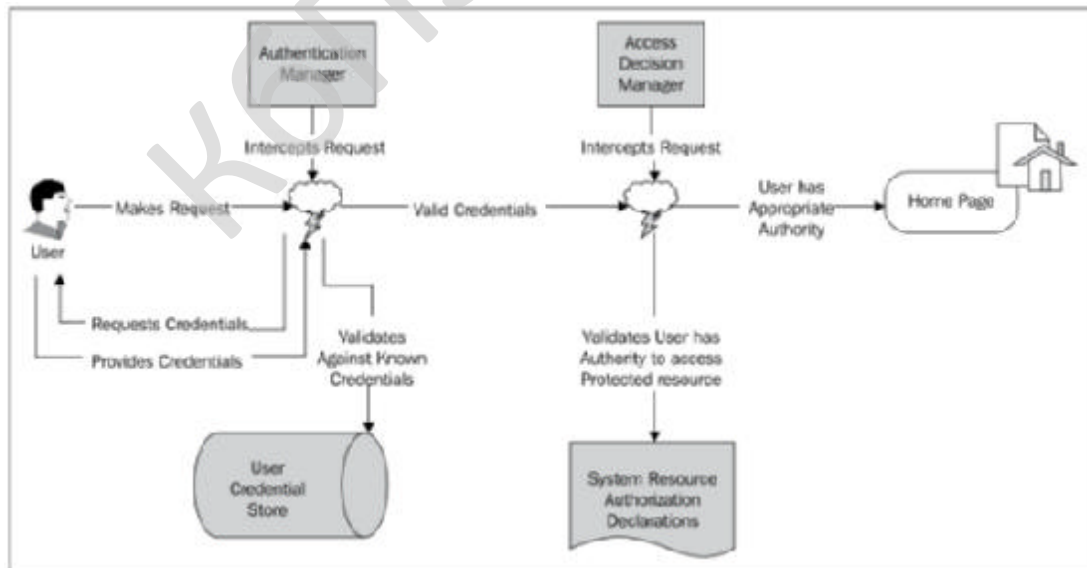 Authentication
Manager
Access
Decision
Manager
Intercepts Request
Intercepts Request
User
Makes Request
Valid Credentials
User has
Appropriate
Authority
Home Page
Requests Credentials
Provides Credentials
Validates
Against Known
Credentials
Validates User has
Authority to access
Protected resource
User
Credential
Store
System Resource
Authorization
Declarations